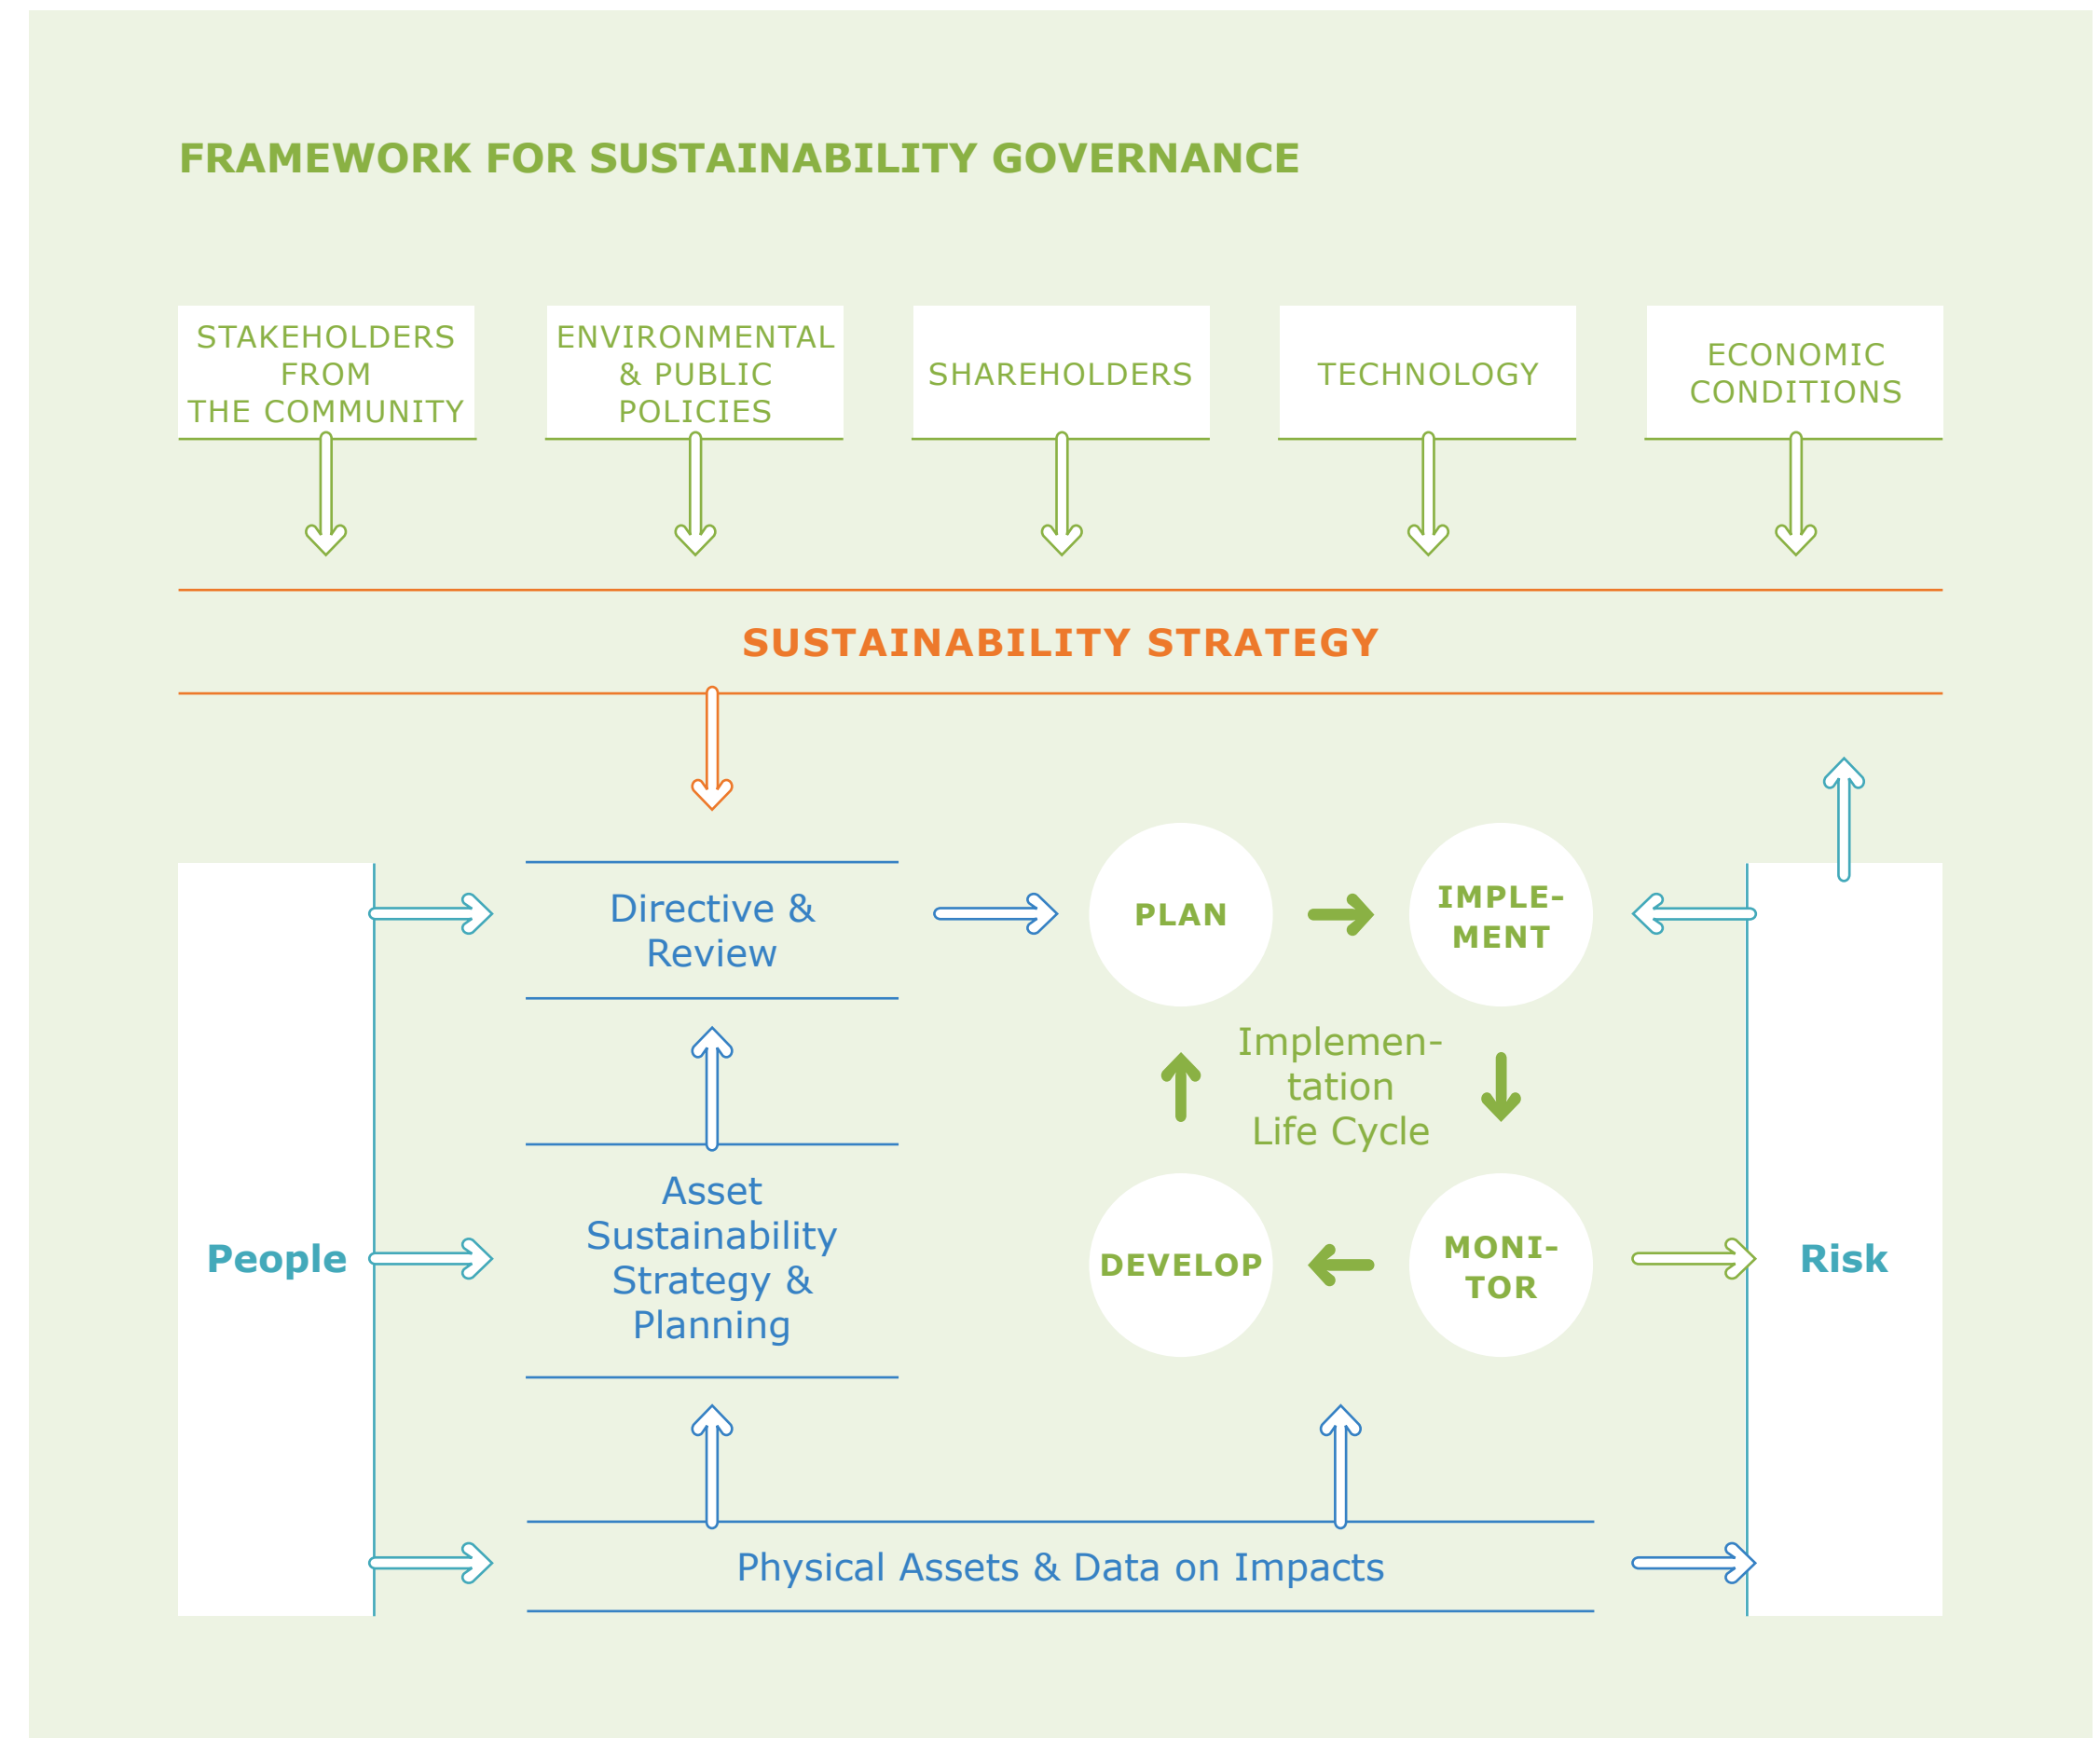 FRAMEWORK FOR SUSTAINABILITY GOVERNANCE
STAKEHOLDERS
FROM
THE COMMUNITY
ENVIRONMENTAL
& PUBLIC
POLICIES
SHAREHOLDERS
TECHNOLOGY
ECONOMIC
CONDITIONS
SUSTAINABILITY STRATEGY
Directive &
Review
PLAN
IMPLE-
MENT
Implemen-
tation
Life Cycle
People
Asset
Sustainability
Strategy &
Planning
DEVELOP
MONI-
TOR
Risk
Physical Assets & Data on Impacts